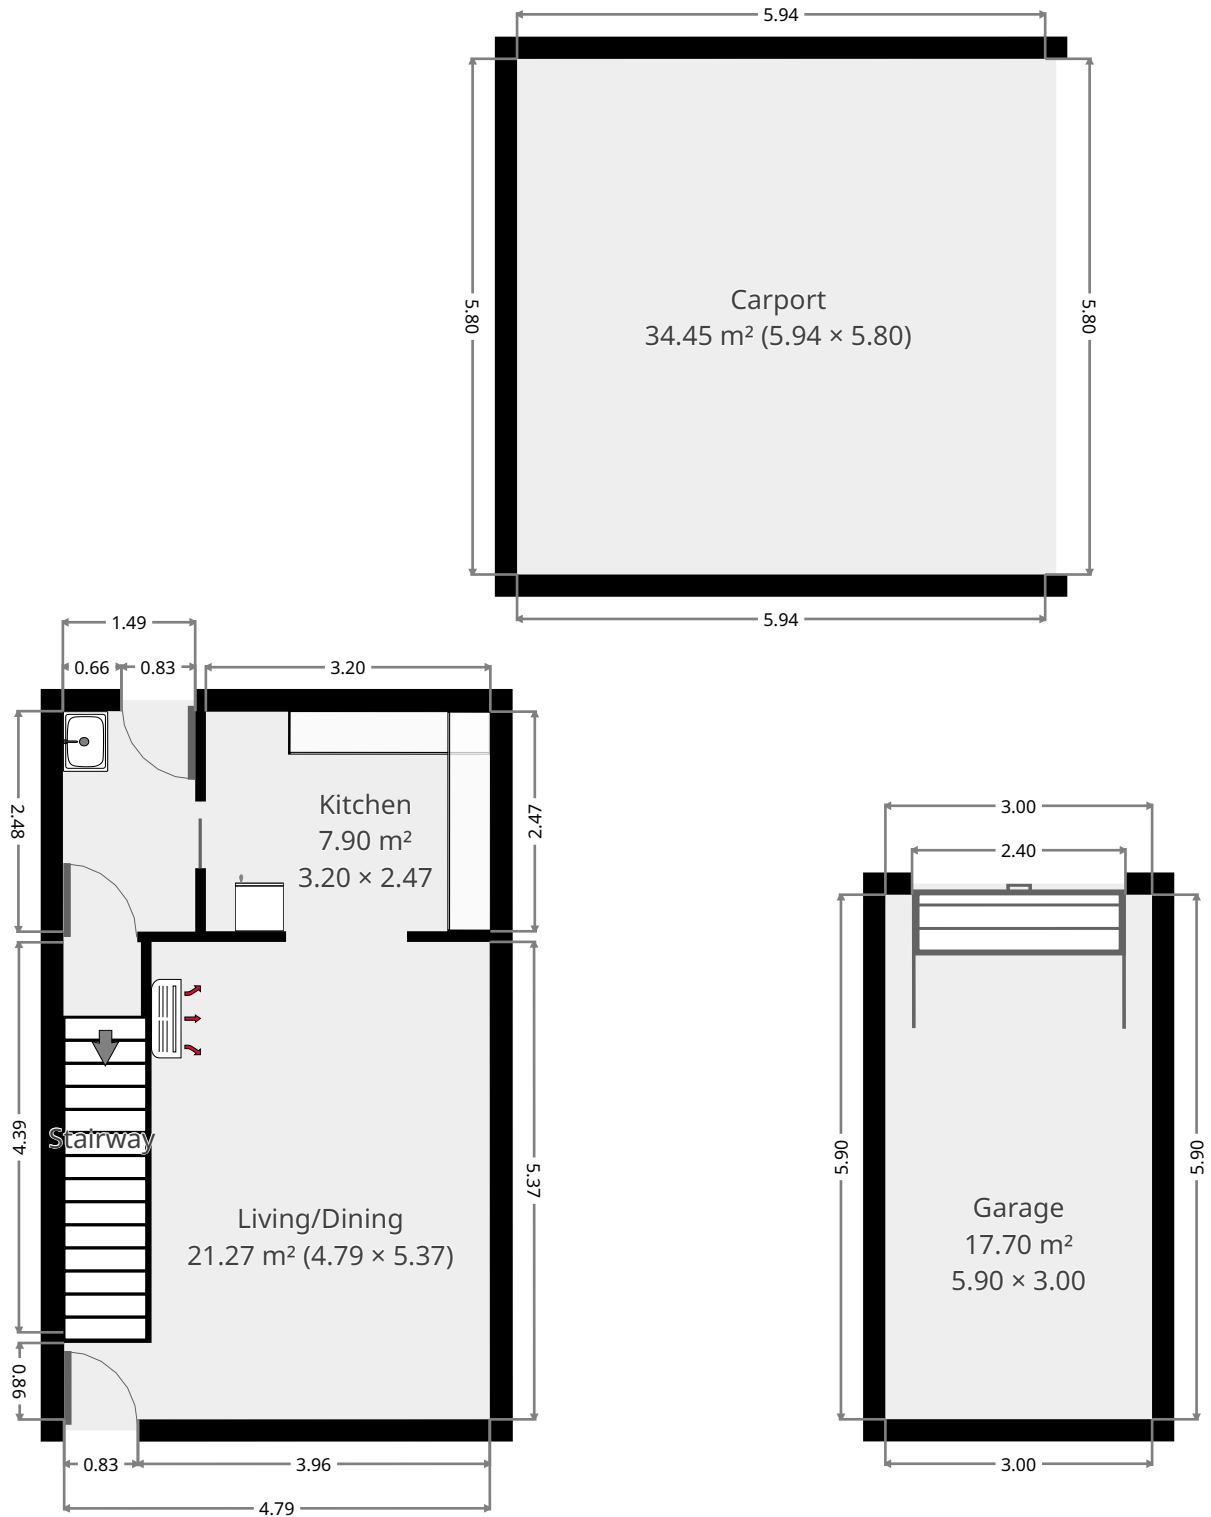 5.94
5.80
5.80
Carport
34.45 m² (5.94 × 5.80)
5.94
1.49
0.66
0.83
3.20
2.48
2.47
Kitchen
7.90 m²
3.20 × 2.47
3.00
2.40
4.39
Stairway
5.37
5.90
5.90
Living/Dining
21.27 m² (4.79 × 5.37)
Garage
17.70 m²
5.90 × 3.00
0.86
0.83
3.96
3.00
4.79